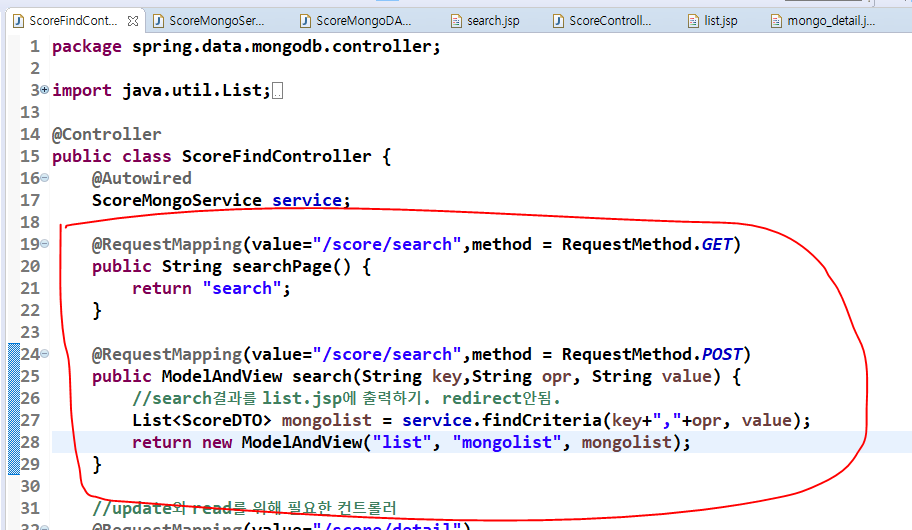 ScoreFindCont... ScoreMongoSer... ScoreMongoDA... search.jsp ScoreControll... list.jsp mongo_detail.j...
1 package spring.data.mongodb.controller;
2
3 import java.util.List;
13
14 @Controller
15 public class ScoreFindController {
16 @Autowired
17 ScoreMongoService service;
18
19 @RequestMapping(value="/score/search",method = RequestMethod.GET)
20 public String searchPage() {
21 return "search";
22 }
23
24 @RequestMapping(value="/score/search",method = RequestMethod.POST)
25 public ModelAndView search(String key,String opr, String value) {
26 //search결과를 list.jsp에 출력하기. redirect안됨.
27 List<ScoreDTO> mongolist = service.findCriteria(key+","+opr, value);
28 return new ModelAndView("list", "mongolist", mongolist);
29 }
30
31 //update와 read를 위해 필요한 컨트롤러
32 @RequestMapping(value="/score/detail")